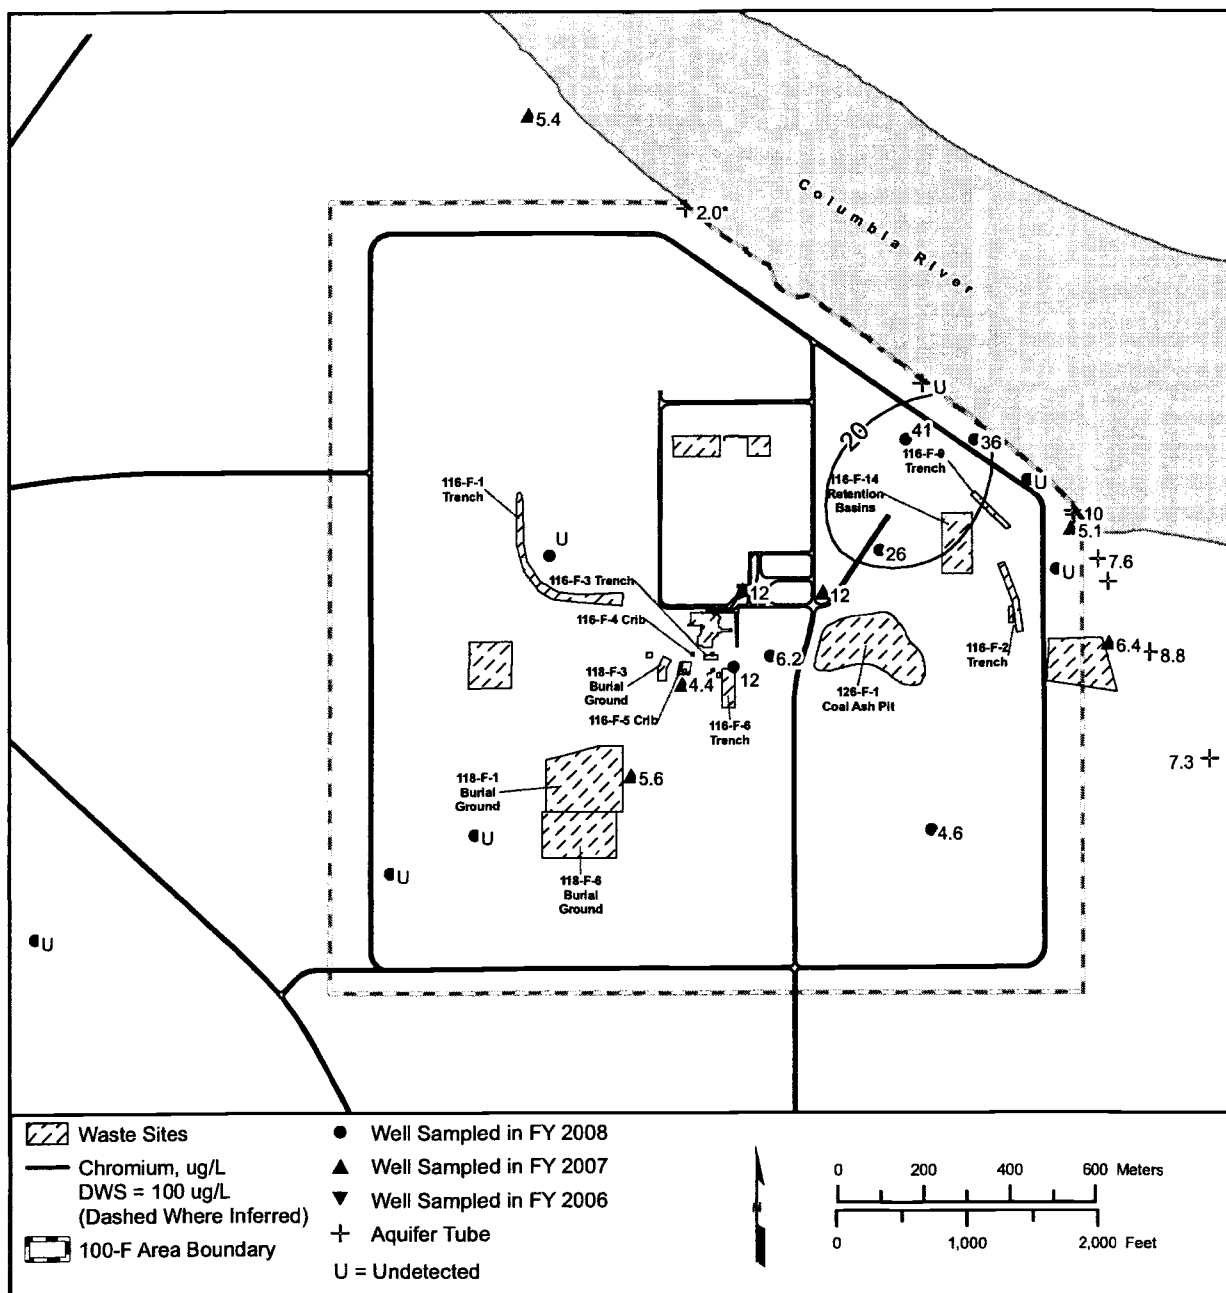 5.4
2.0*
Columbia River
U
20
41
36
116-F-9
Trench
116-F-14
Retention
Basins
U
10
5.1
26
7.6
U
116-F-1
Trench
U
116-F-3 Trench
12
12
116-F-4 Crib
6.2
118-F-3
Burial
Ground
4.4
12
116-F-5 Crib
116-F-6
Trench
126-F-1
Coal Ash Pit
116-F-2
Trench
6.4
8.8
7.3
118-F-1
Burial
Ground
5.6
U
4.6
U
118-F-6
Burial
Ground
U
Waste Sites
Chromium, ug/L
DWS = 100 ug/L
(Dashed Where Inferred)
100-F Area Boundary
Well Sampled in FY 2008
Well Sampled in FY 2007
Well Sampled in FY 2006
Aquifer Tube
U = Undetected
0 200 400 600 Meters
0 1,000 2,000 Feet